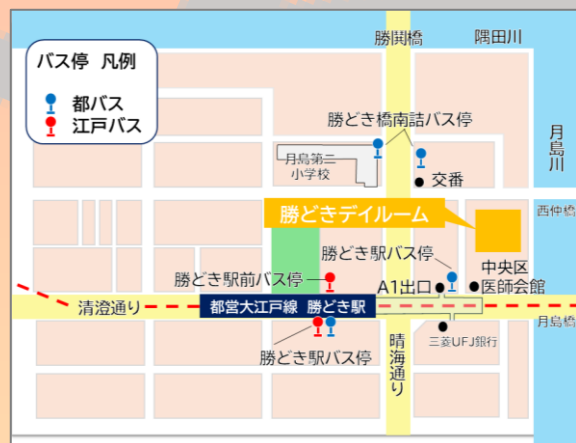 勝鬨橋
隅田川
バス停 凡例
都バス
江戸バス
勝どき橋南詰バス停
月島川
月島第二
小学校
交番
勝どきデイルーム
西仲橋
勝どき駅バス停
勝どき駅前バス停
A1出口
中央区
医師会館
清澄通り
都営大江戸線 勝どき駅
月島橋
勝どき駅バス停
晴海通り
三菱UFJ銀行